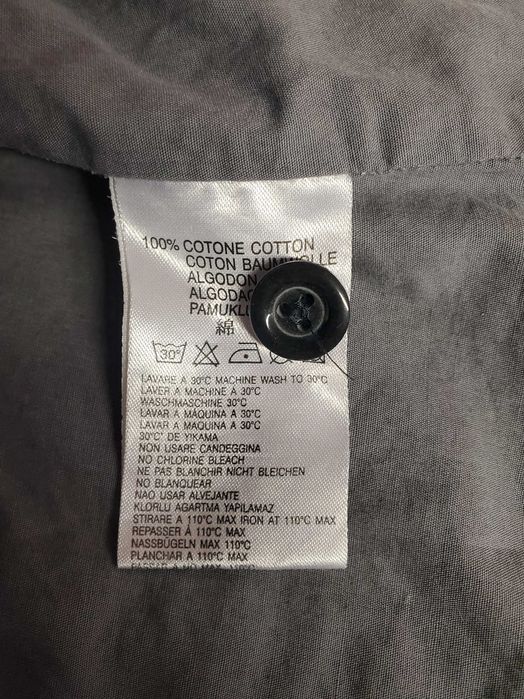 100% COTONE COTTON
COTON BAUMWOLLE
ALGODON
PAMUKLU
綿
30°
LAVARE A 30°C MACHINE WASH TO 30°C
LAVER A MACHINE A 30°C
WASCHMASCHINE 30°C
LAVAR A MAQUINA A 30°C
LAVAR A MAQUINA A 30°C
30°C' DE YIKAMA
NON USARE CANDEGGINA
NO CHLORINE BLEACH
NE PAS BLANCHIR NICHT BLEICHEN
NO BLANQUEAR
NAO USAR ALVEJANTE
KLORLU AGARTMA YAPILAMAZ
STIRARE A 110°C MAX IRON AT 110°C MAX
REPASSER À 110°C MAX
NASSBÜGELN MAX 110°C
PLANCHAR A 110°C MAX